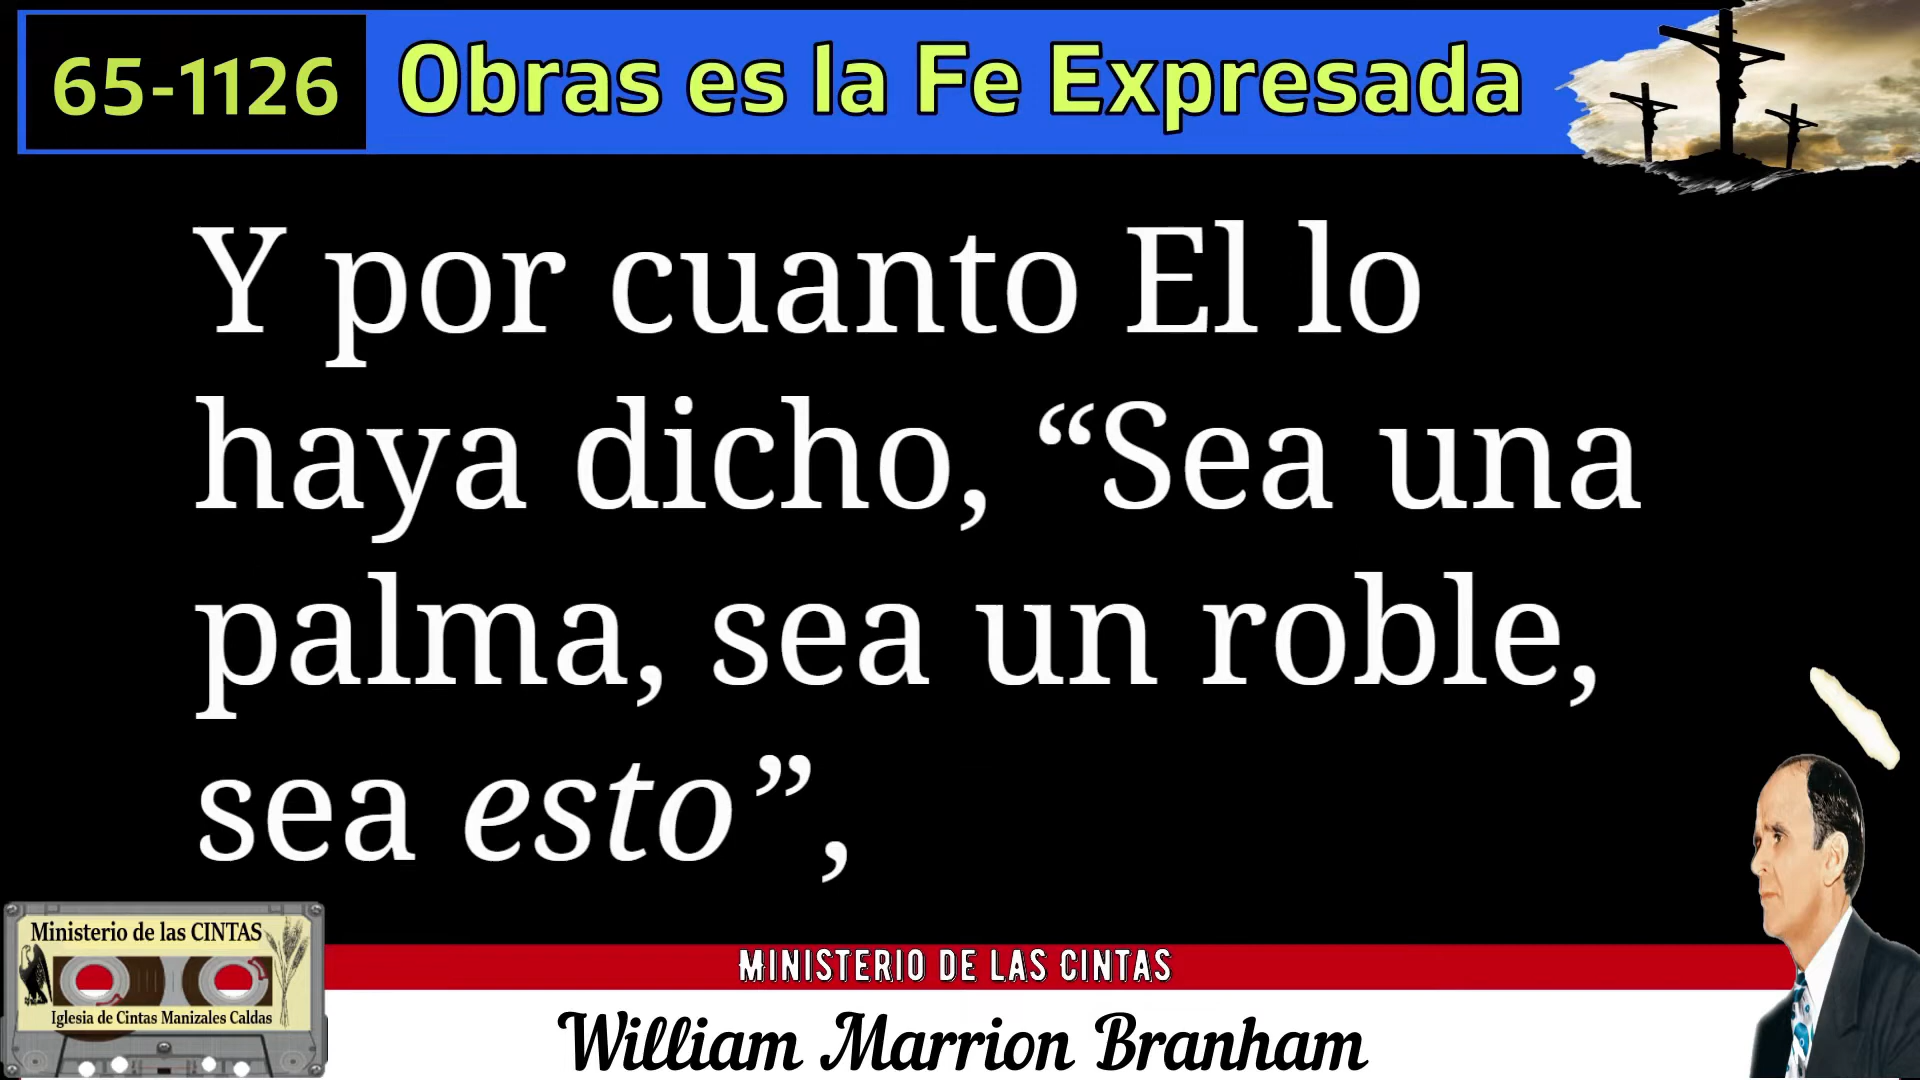 65-1126
Obras es la Fe Expresada
Y por cuanto El lo
haya dicho, “Sea una
palma, sea un roble,
sea esto”,
Ministerio de las CINTAS
Iglesia de Cintas Manizales Caldas
MINISTERIO DE LAS CINTAS
William Marrion Branham